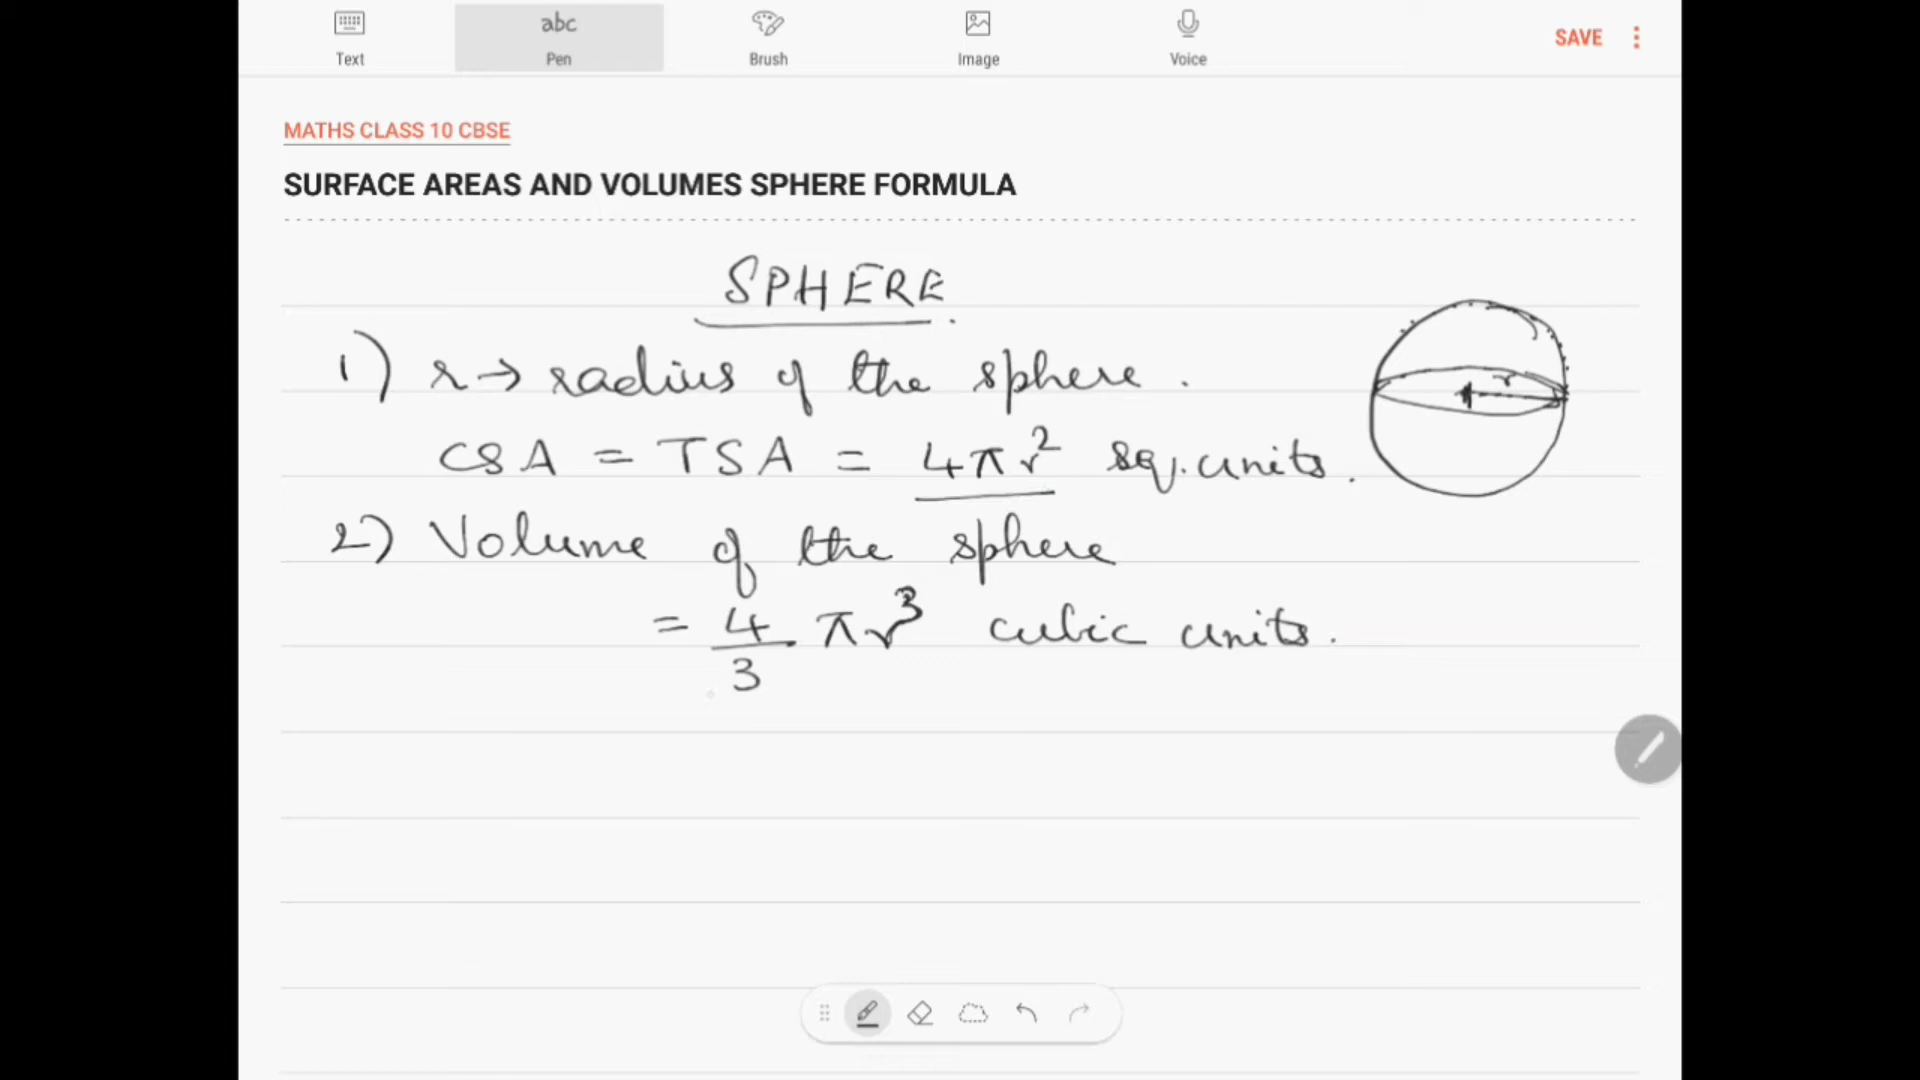 Text abc Pen Brush Image Voice SAVE
MATHS CLASS 10 CBSE
SURFACE AREAS AND VOLUMES SPHERE FORMULA
SPHERE.
1) r → radius of the sphere.
r
CSA = TSA = 4πr² sq. units.
2) Volume of the sphere
= 4/3 πr³ cubic units.